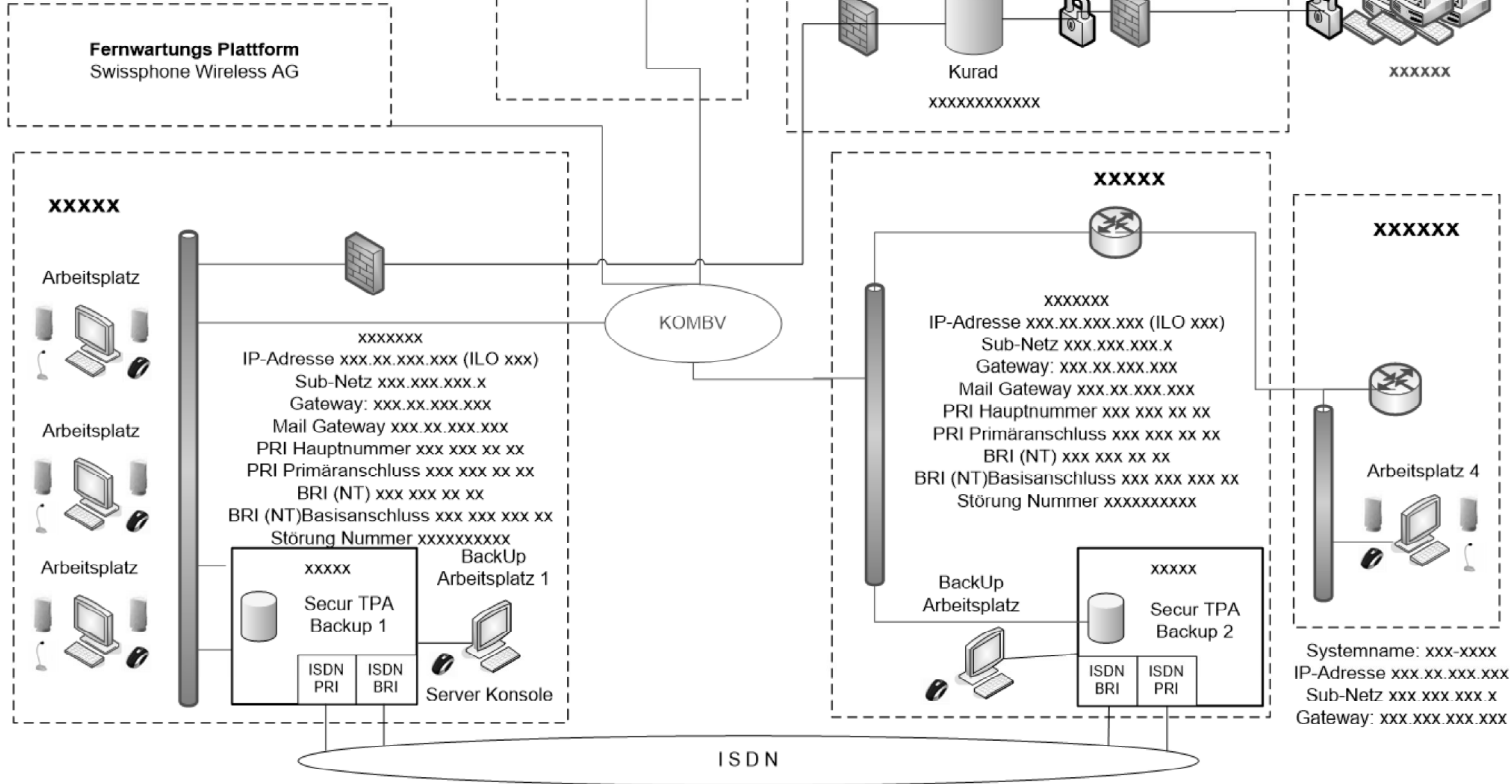 Fernwartungs Plattform
Swissphone Wireless AG
Kurad
xxxxxxxxxxxx
xxxxxx
xxxxx
Arbeitsplatz
Arbeitsplatz
Arbeitsplatz
xxxxxxx
IP-Adresse xxx.xx.xxx.xxx (ILO xxx)
Sub-Netz xxx.xxx.xxx.x
Gateway: xxx.xx.xxx.xxx
Mail Gateway xxx.xx.xxx.xxx
PRI Hauptnummer xxx xxx xx xx
PRI Primäranschluss xxx xxx xx xx
BRI (NT) xxx xxx xx xx
BRI (NT)Basisanschluss xxx xxx xxx xx
Störung Nummer xxxxxxxxxx
xxxxx
Secur TPA
Backup 1
ISDN
PRI
ISDN
BRI
BackUp
Arbeitsplatz 1
Server Konsole
KOMBV
xxxxx
xxxxxxx
IP-Adresse xxx.xx.xxx.xxx (ILO xxx)
Sub-Netz xxx.xxx.xxx.x
Gateway: xxx.xx.xxx.xxx
Mail Gateway xxx.xx.xxx.xxx
PRI Hauptnummer xxx xxx xx xx
PRI Primäranschluss xxx xxx xx xx
BRI (NT) xxx xxx xx xx
BRI (NT)Basisanschluss xxx xxx xxx xx
Störung Nummer xxxxxxxxxx
BackUp
Arbeitsplatz
xxxxx
Secur TPA
Backup 2
ISDN
BRI
ISDN
PRI
xxxxxx
Arbeitsplatz 4
Systemname: xxx-xxxx
IP-Adresse xxx.xx.xxx.xxx
Sub-Netz xxx.xxx.xxx.x
Gateway: xxx.xxx.xxx.xxx
ISDN